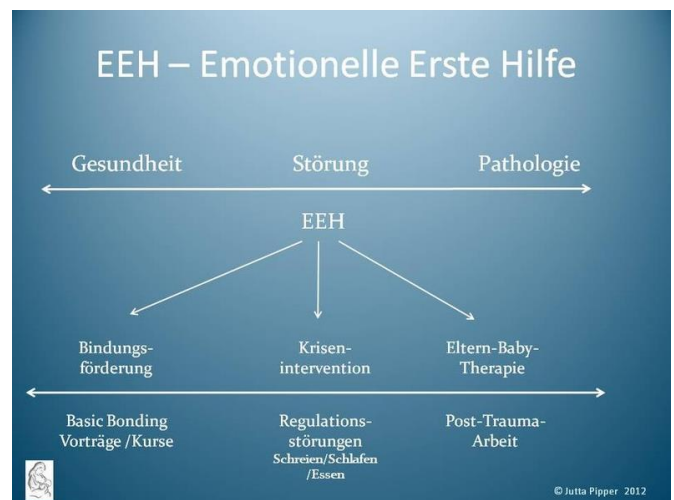 EEH – Emotionelle Erste Hilfe
Gesundheit Störung Pathologie
EEH
Bindungs-
förderung
Krisen-
intervention
Eltern-Baby-
Therapie
Basic Bonding
Vorträge /Kurse
Regulations-
störungen
Schreien/Schlafen
/Essen
Post-Trauma-
Arbeit
© Jutta Pipper 2012